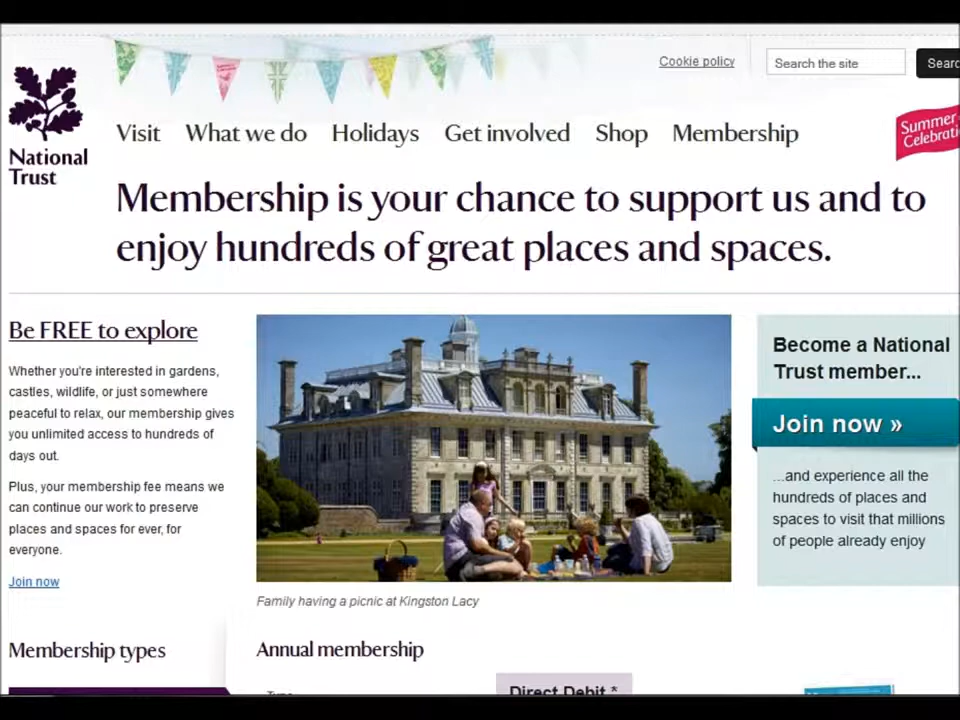 Cookie policy
Search the site
Summer
National
Trust
Visit What we do Holidays Get involved Shop Membership
Membership is your chance to support us and to
enjoy hundreds of great places and spaces.
Be FREE to explore
Whether you're interested in gardens,
castles, wildlife, or just somewhere
peaceful to relax, our membership gives
you unlimited access to hundreds of
days out.
Plus, your membership fee means we
can continue our work to preserve
places and spaces for ever, for
everyone.
Join now
Family having a picnic at Kingston Lacy
Become a National
Trust member...
Join now »
...and experience all the
hundreds of places and
spaces to visit that millions
of people already enjoy
Membership types
Annual membership
Direct Debit *